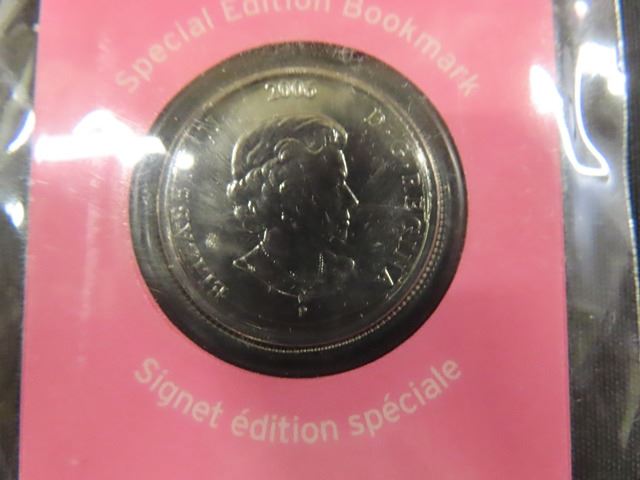 Special Edition Bookmark
2006
ELIZABETH II
D · G · REGINA
P
Signet édition spéciale